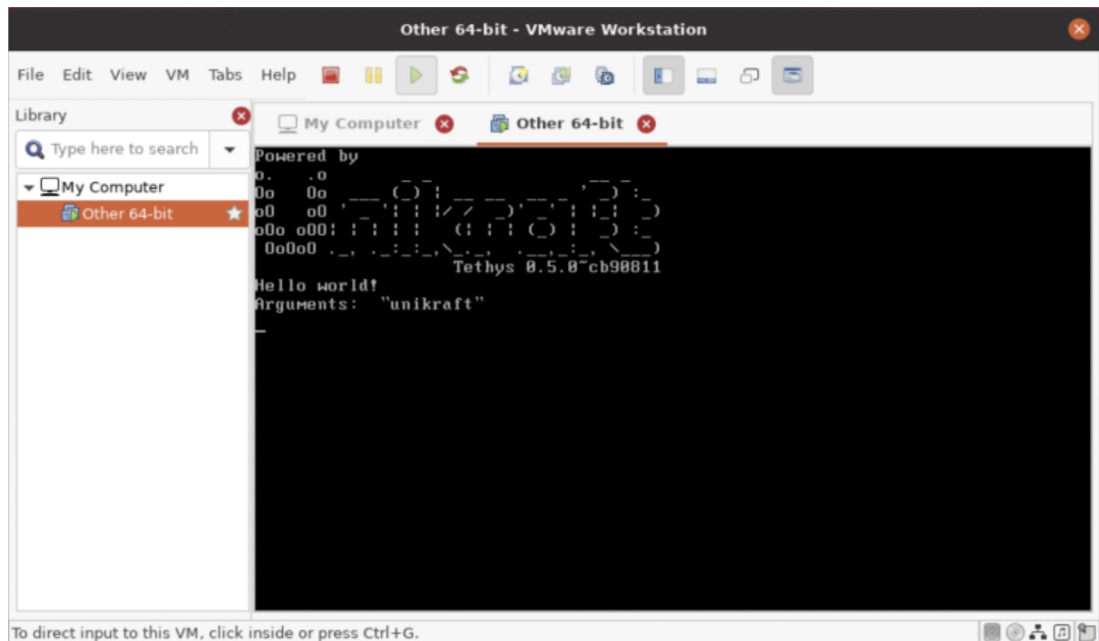 Other 64-bit - VMware Workstation
File Edit View VM Tabs Help
Library
My Computer
Other 64-bit
Type here to search
My Computer
Other 64-bit
Powered by
Unikraft
Tethys 0.5.0~cb90811
Hello world!
Arguments: "unikraft"
To direct input to this VM, click inside or press Ctrl+G.